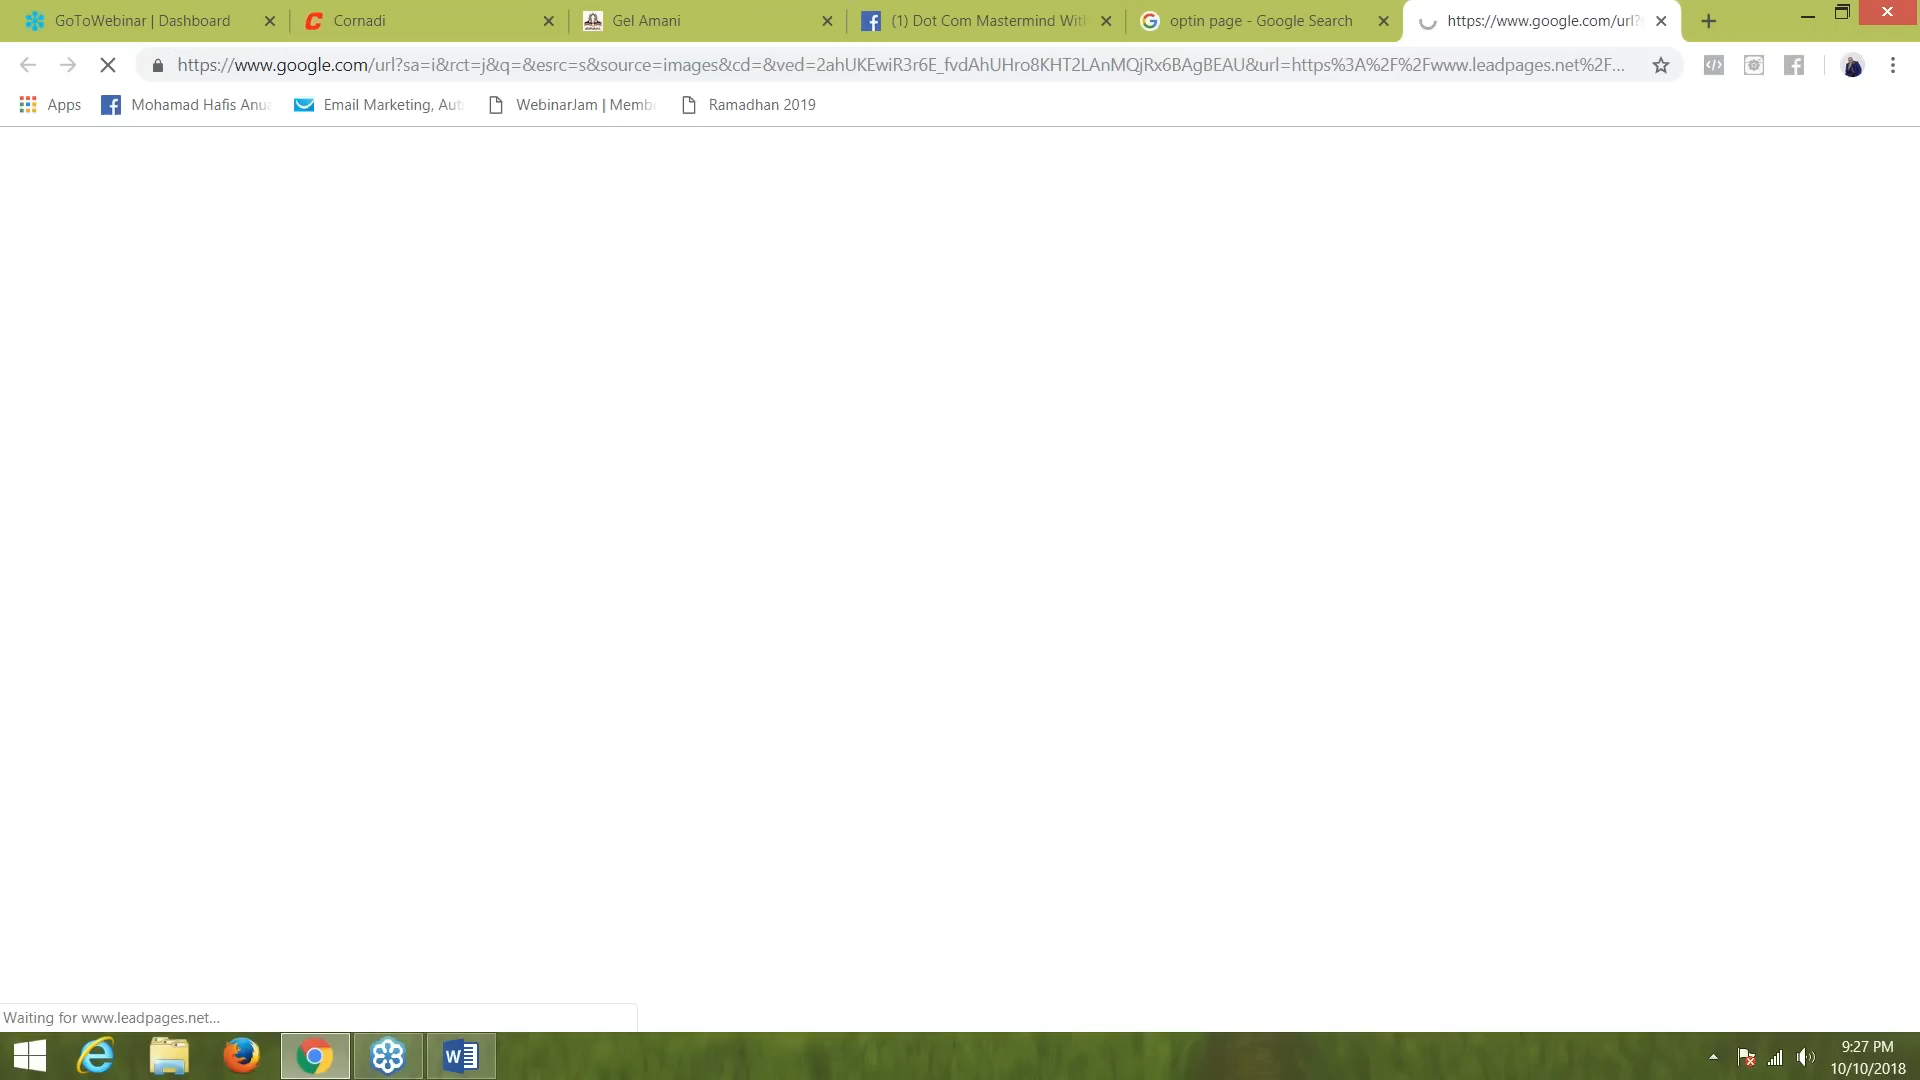 GoToWebinar | Dashboard
Cornadi
Gel Amani
(1) Dot Com Mastermind Wit
optin page - Google Search
https://www.google.com/url?
https://www.google.com/url?sa=i&rct=j&q=&esrc=s&source=images&cd=&ved=2ahUKEwiR3r6E_fvdAhUHro8KHT2LAnMQjRx6BAgBEAU&url=https%3A%2F%2Fwww.leadpages.net%2F...
Apps
Mohamad Hafis Anu
Email Marketing, Aut
WebinarJam | Memb
Ramadhan 2019
Waiting for www.leadpages.net...
9:27 PM
10/10/2018